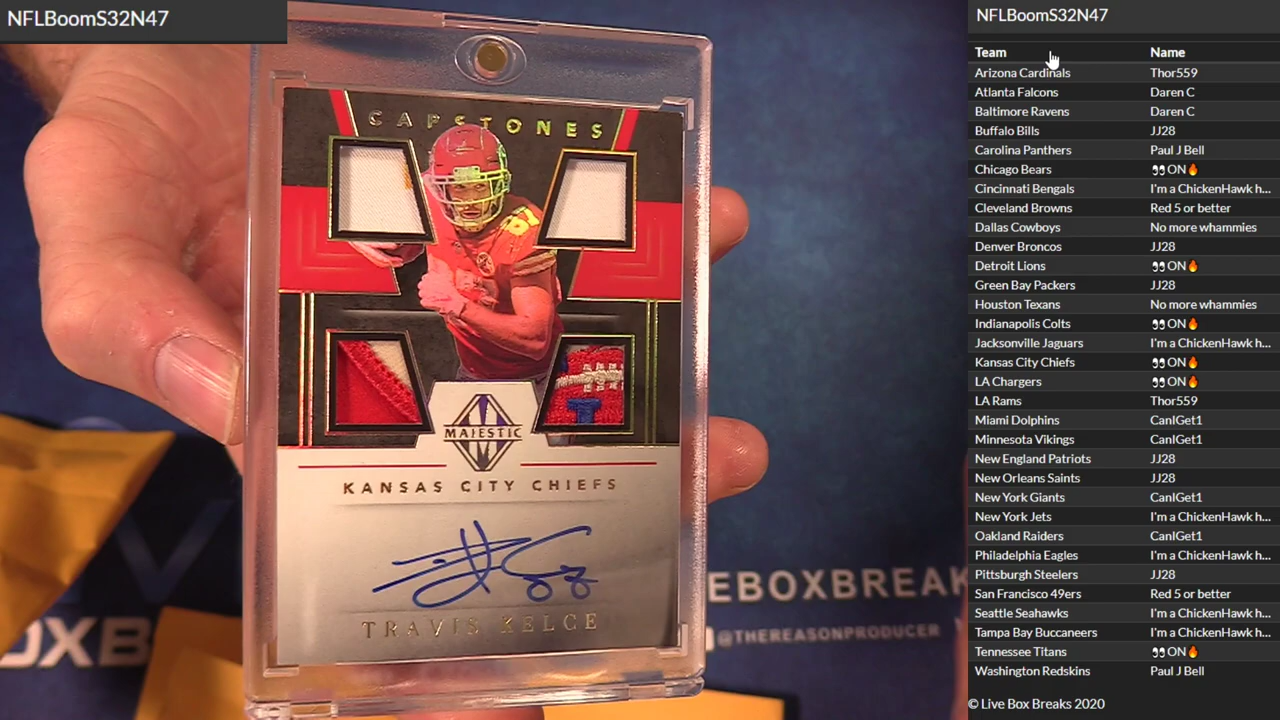 NFLBoomS32N47
CAPSTONES
MAJESTIC
KANSAS CITY CHIEFS
88
TRAVIS KELCE
EBOXBREAK
@THEREASONPRODUCER
OXB
NFLBoomS32N47
Team Name
Arizona Cardinals Thor559
Atlanta Falcons Daren C
Baltimore Ravens Daren C
Buffalo Bills JJ28
Carolina Panthers Paul J Bell
Chicago Bears 👀ON🔥
Cincinnati Bengals I'm a ChickenHawk h...
Cleveland Browns Red 5 or better
Dallas Cowboys No more whammies
Denver Broncos JJ28
Detroit Lions 👀ON🔥
Green Bay Packers JJ28
Houston Texans No more whammies
Indianapolis Colts 👀ON🔥
Jacksonville Jaguars I'm a ChickenHawk h...
Kansas City Chiefs 👀ON🔥
LA Chargers 👀ON🔥
LA Rams Thor559
Miami Dolphins CanIGet1
Minnesota Vikings CanIGet1
New England Patriots JJ28
New Orleans Saints JJ28
New York Giants CanIGet1
New York Jets I'm a ChickenHawk h...
Oakland Raiders CanIGet1
Philadelphia Eagles I'm a ChickenHawk h...
Pittsburgh Steelers JJ28
San Francisco 49ers Red 5 or better
Seattle Seahawks I'm a ChickenHawk h...
Tampa Bay Buccaneers I'm a ChickenHawk h...
Tennessee Titans 👀ON🔥
Washington Redskins Paul J Bell
© Live Box Breaks 2020